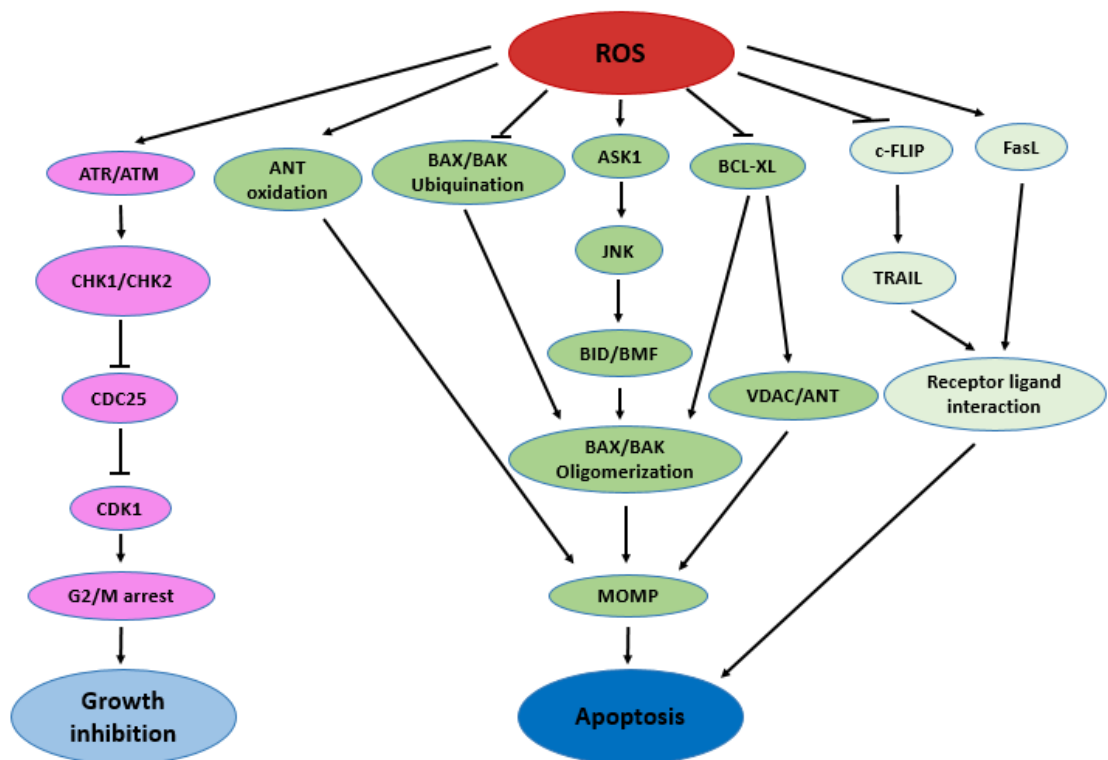 ROS
ATR/ATM
ANT
oxidation
BAX/BAK
Ubiquination
ASK1
BCL-XL
c-FLIP
FasL
CHK1/CHK2
JNK
TRAIL
CDC25
BID/BMF
VDAC/ANT
Receptor ligand
interaction
BAX/BAK
Oligomerization
CDK1
G2/M arrest
MOMP
Growth
inhibition
Apoptosis